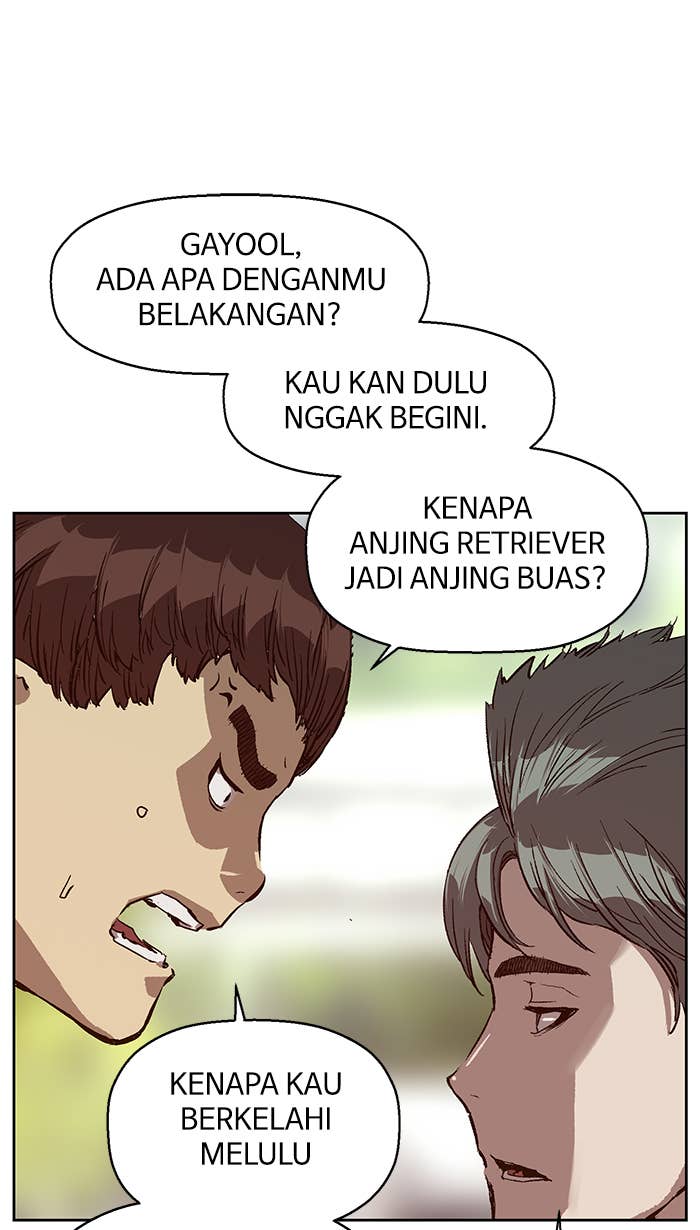 GAYOOL,
ADA APA DENGANMU
BELAKANGAN?
KAU KAN DULU
NGGAK BEGINI.
KENAPA
ANJING RETRIEVER
JADI ANJING BUAS?
KENAPA KAU
BERKELAHI
MELULU